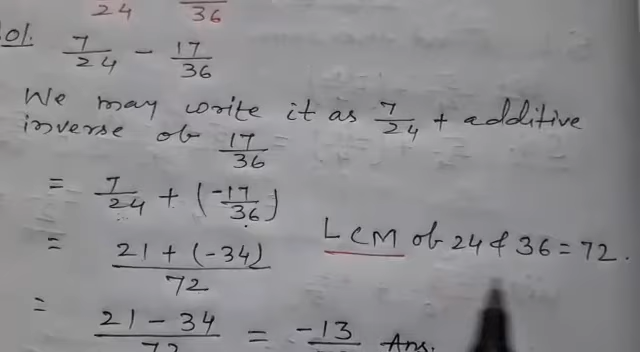 24 36
Sol. 7/24 - 17/36
We may write it as 7/24 + additive
inverse of 17/36
= 7/24 + (-17/36)
= 21 + (-34)/72 LCM of 24 & 36 = 72.
= 21 - 34/72 = -13 Ans.